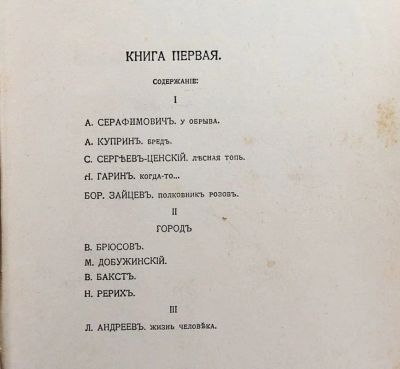 КНИГА ПЕРВАЯ.
СОДЕРЖАНІЕ:
I
А. СЕРАФИМОВИЧЪ. У ОБРЫВА.
А. КУПРИНЪ. БРЕДЪ.
С. СЕРГѢЕВЪ-ЦЕНСКІЙ. ЛѢСНАЯ ТОПЬ.
Н. ГАРИНЪ. КОГДА-ТО...
БОР. ЗАЙЦЕВЪ. ПОЛКОВНИКЪ РОЗОВЪ.
II
ГОРОДЪ
В. БРЮСОВЪ.
М. ДОБУЖИНСКІЙ.
В. БАКСТЪ.
Н. РЕРИХЪ.
III
Л. АНДРЕЕВЪ. ЖИЗНЬ ЧЕЛОВѢКА.